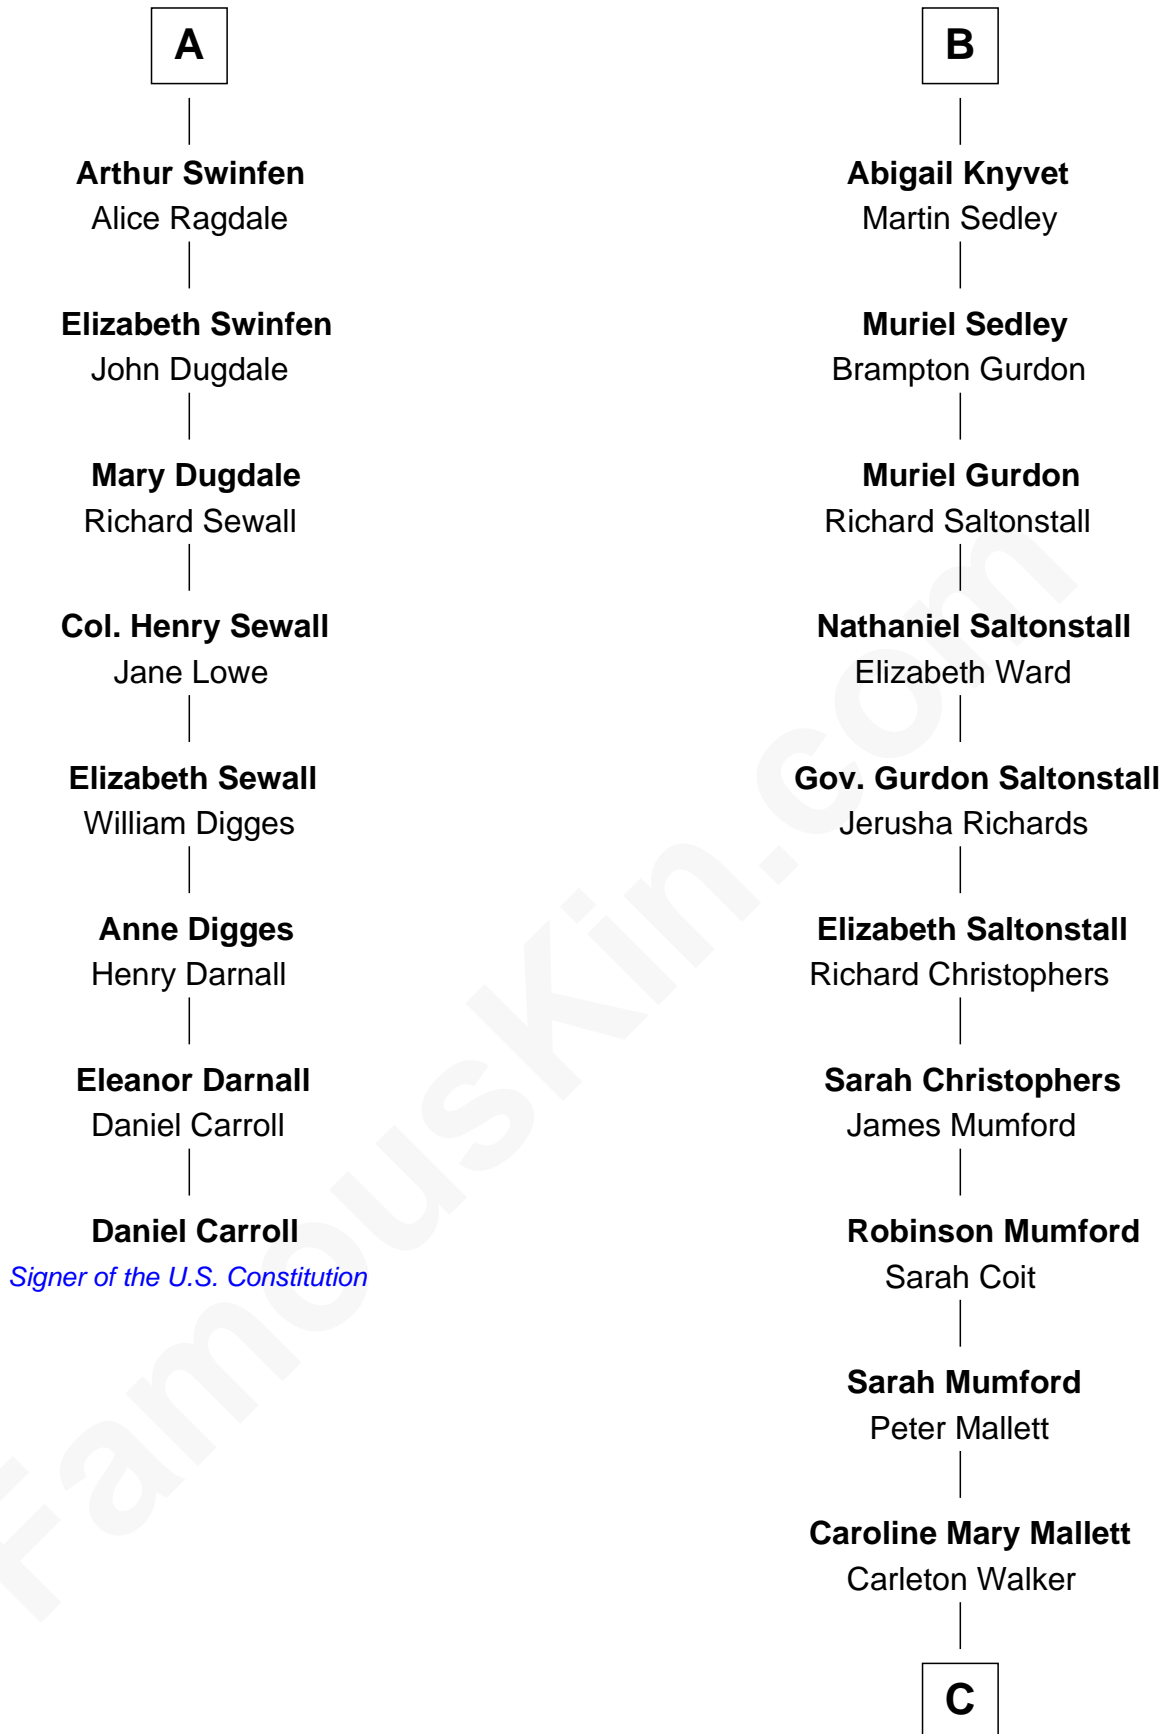 A
Arthur Swinfen
Alice Ragdale
Elizabeth Swinfen
John Dugdale
Mary Dugdale
Richard Sewall
Col. Henry Sewall
Jane Lowe
Elizabeth Sewall
William Digges
Anne Digges
Henry Darnall
Eleanor Darnall
Daniel Carroll
Daniel Carroll
Signer of the U.S. Constitution
B
Abigail Knyvet
Martin Sedley
Muriel Sedley
Brampton Gurdon
Muriel Gurdon
Richard Saltonstall
Nathaniel Saltonstall
Elizabeth Ward
Gov. Gurdon Saltonstall
Jerusha Richards
Elizabeth Saltonstall
Richard Christophers
Sarah Christophers
James Mumford
Robinson Mumford
Sarah Coit
Sarah Mumford
Peter Mallett
Caroline Mary Mallett
Carleton Walker
C
FamousKin.com